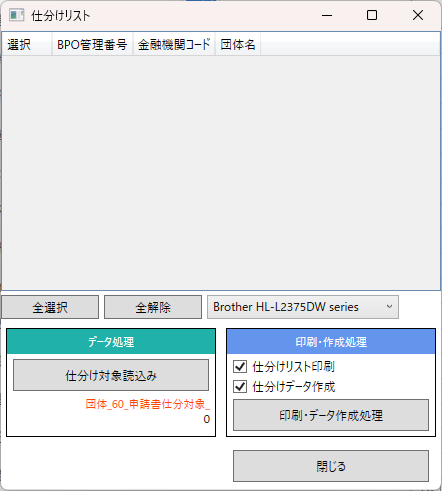 仕分けリスト
選択 BPO管理番号 金融機関コード 団体名
全選択 全解除 Brother HL-L2375DW series
データ処理
仕分け対象読込み
団体_60_申請書仕分対象_
0
印刷・作成処理
仕分けリスト印刷
仕分けデータ作成
印刷・データ作成処理
閉じる